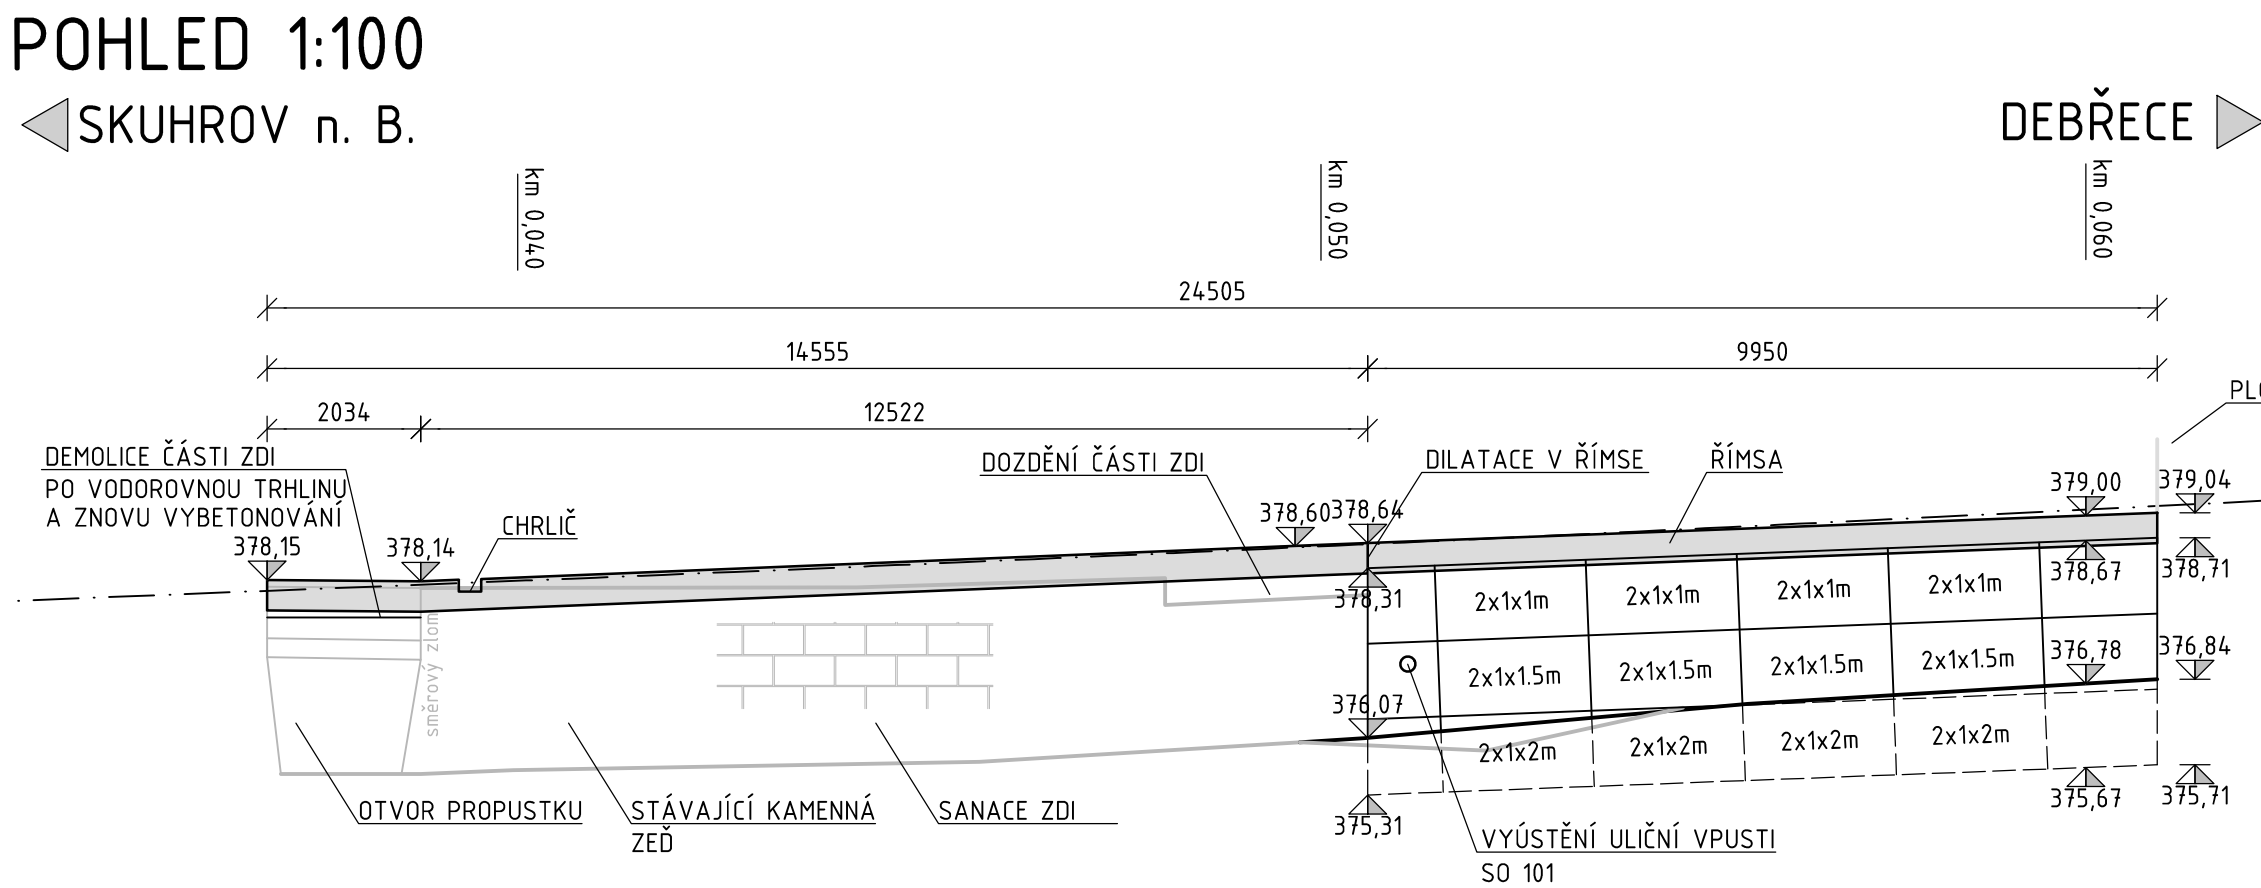 POHLED 1:100
SKUHROV n. B.
DEBŘECE
km 0,040
km 0,050
km 0,060
24505
14555
9950
2034
12522
DEMOLICE ČÁSTI ZDI
PO VODOROVNOU TRHLINU
A ZNOVU VYBETONOVÁNÍ
CHRLIČ
DOZDĚNÍ ČÁSTI ZDI
DILATACE V ŘÍMSE
ŘÍMSA
378,15
378,14
378,60
378,64
379,00
379,04
378,31
378,67
378,71
2x1x1m
2x1x1m
2x1x1m
2x1x1m
směrový zlom
2x1x1.5m
2x1x1.5m
2x1x1.5m
2x1x1.5m
376,07
376,78
376,84
2x1x2m
2x1x2m
2x1x2m
2x1x2m
375,31
375,67
375,71
OTVOR PROPUSTKU
STÁVAJÍCÍ KAMENNÁ
ZEĎ
SANACE ZDI
VYÚSTĚNÍ ULIČNÍ VPUSTI
SO 101